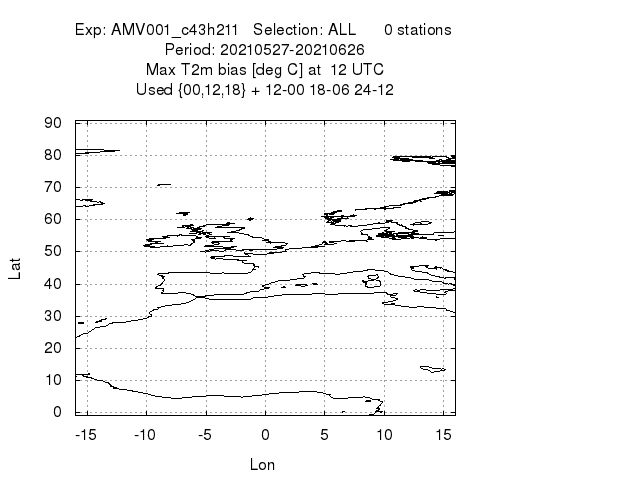 Exp: AMV001_c43h211 Selection: ALL 0 stations
Period: 20210527-20210626
Max T2m bias [deg C] at 12 UTC
Used {00,12,18} + 12-00 18-06 24-12
90
80
70
60
50
40
30
20
10
0
Lat
-15 -10 -5 0 5 10 15
Lon